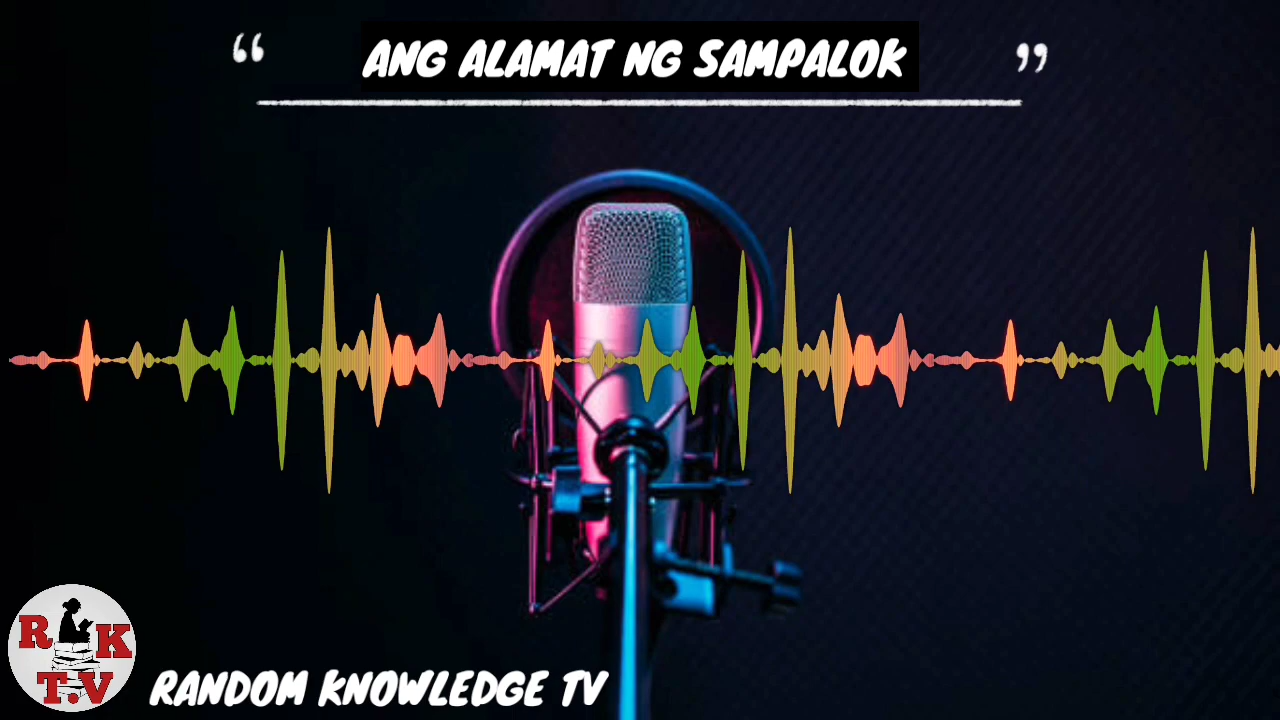 “ ANG ALAMAT NG SAMPALOK ”
R K
T.V
RANDOM KNOWLEDGE TV